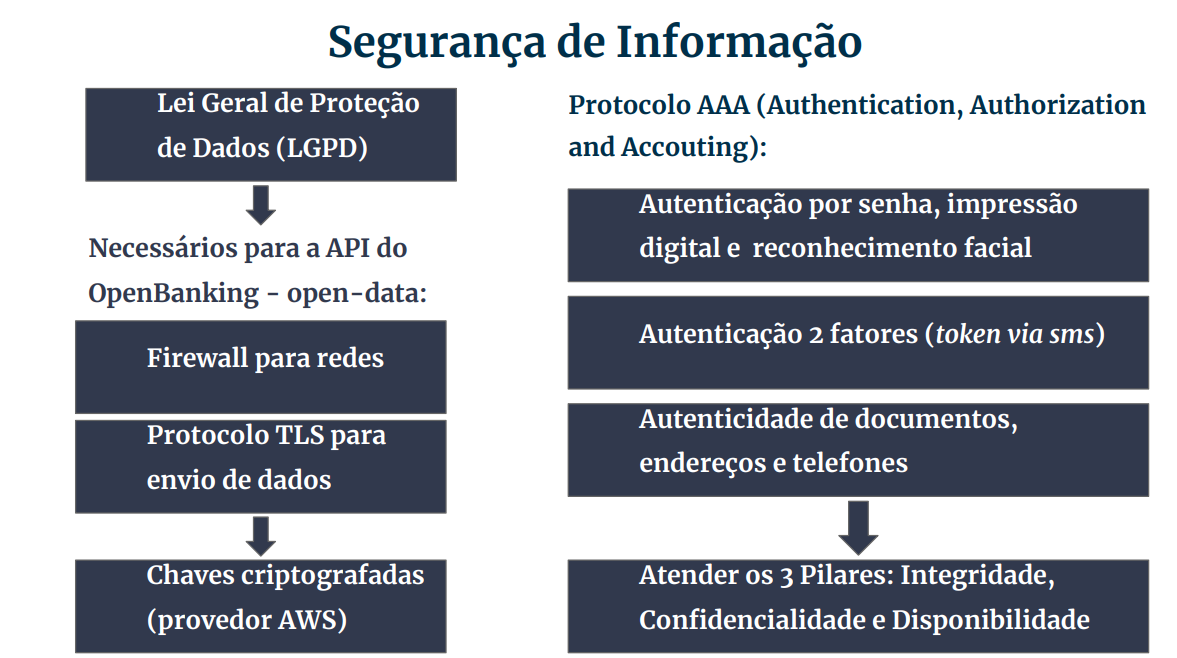 Segurança de Informação
Lei Geral de Proteção
de Dados (LGPD)
Necessários para a API do
OpenBanking - open-data:
Firewall para redes
Protocolo TLS para
envio de dados
Chaves criptografadas
(provedor AWS)
Protocolo AAA (Authentication, Authorization
and Accouting):
Autenticação por senha, impressão
digital e  reconhecimento facial
Autenticação 2 fatores (token via sms)
Autenticidade de documentos,
endereços e telefones
Atender os 3 Pilares: Integridade,
Confidencialidade e Disponibilidade